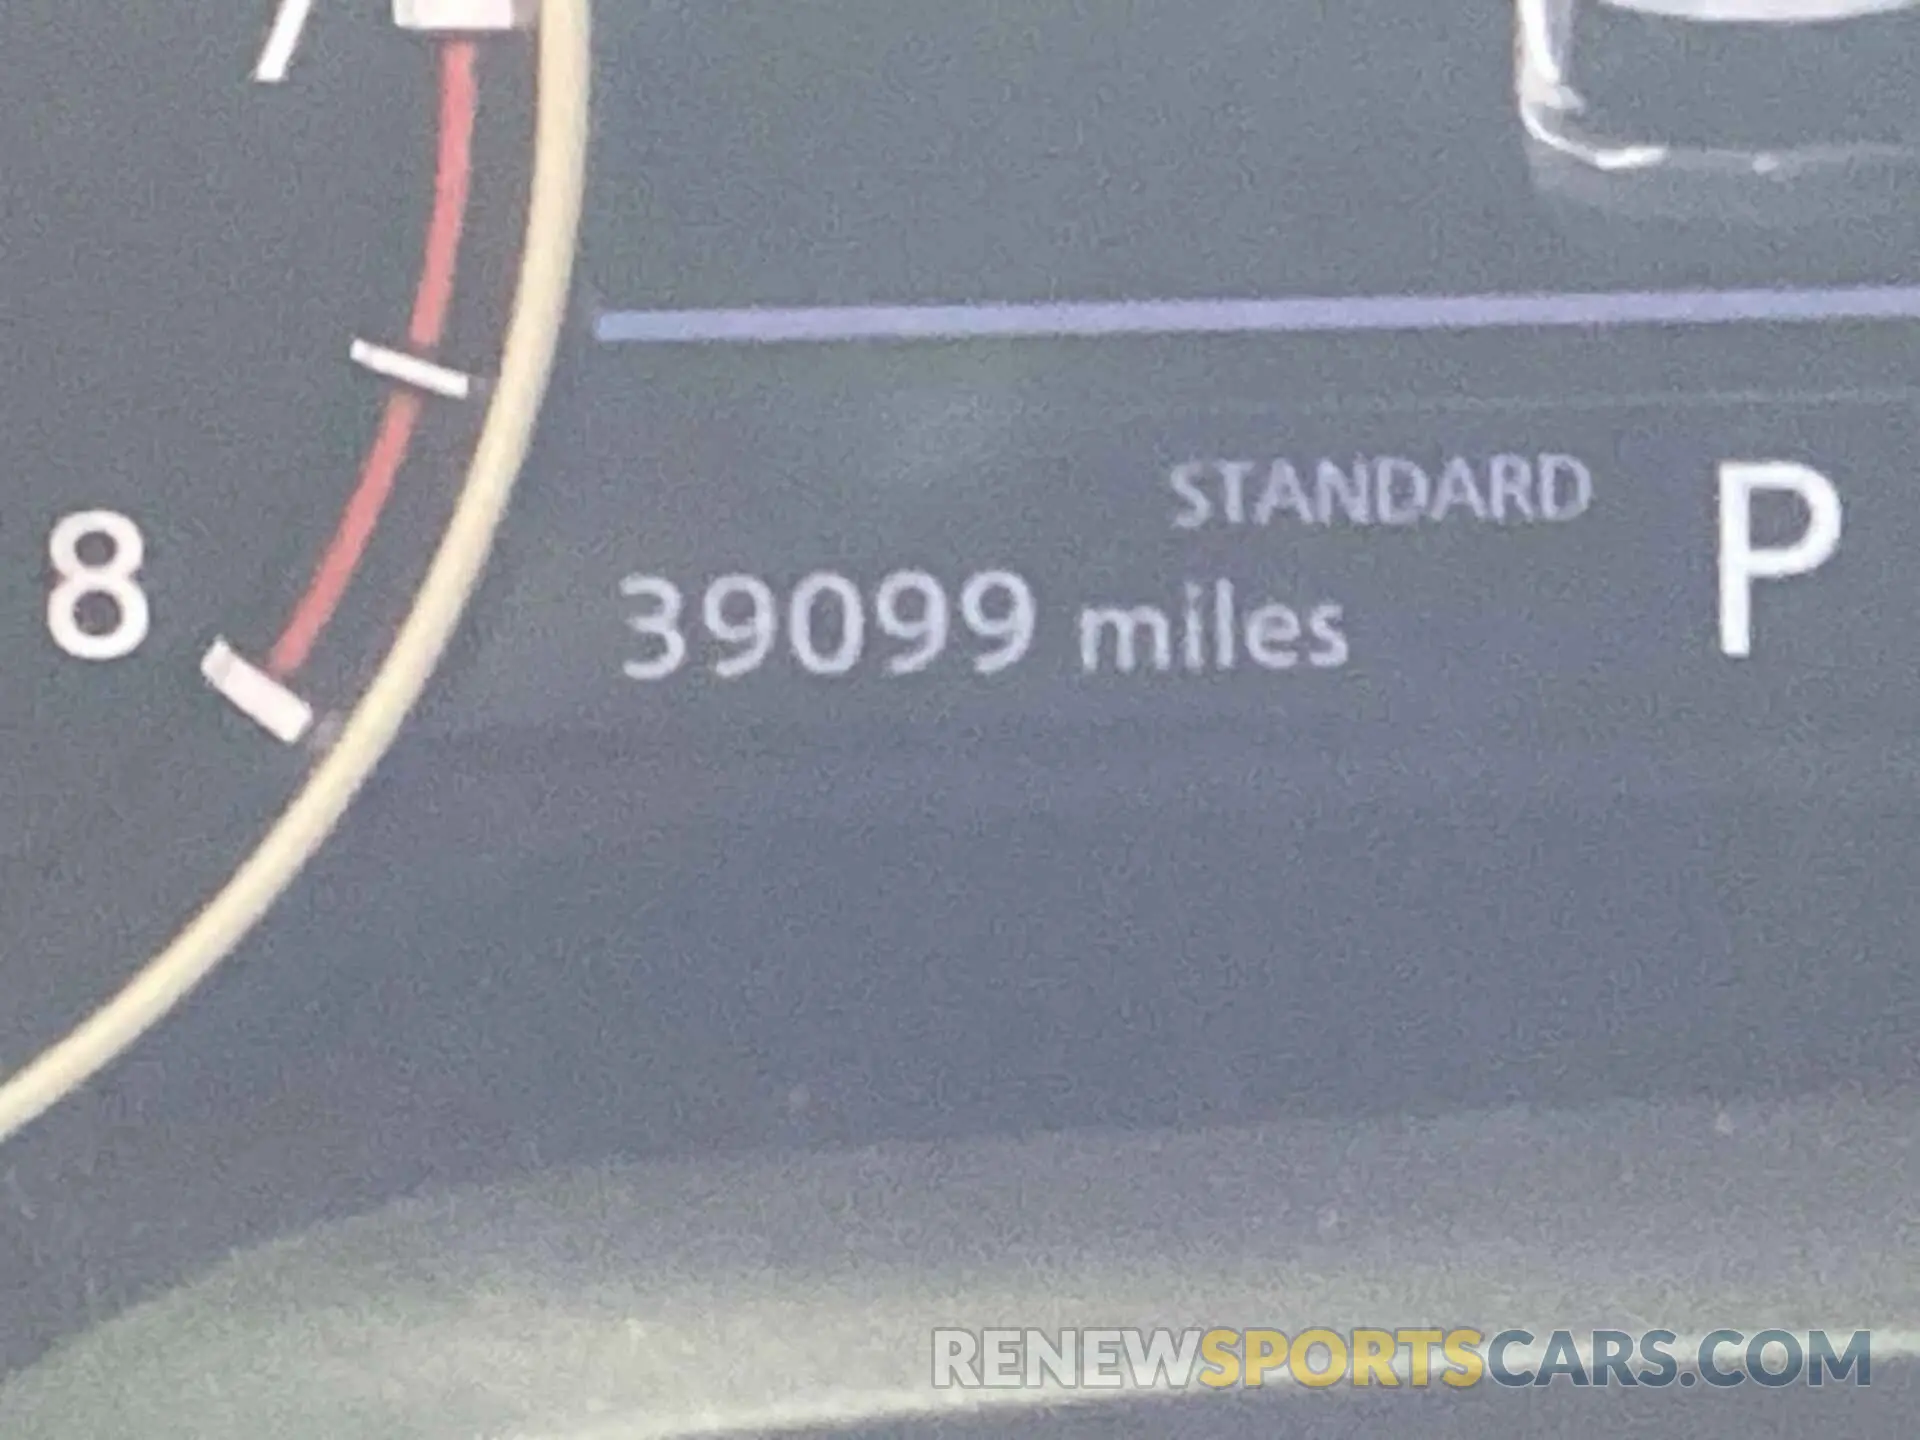 7
STANDARD
P
8
39099 miles
RENEWSPORTSCARS.COM